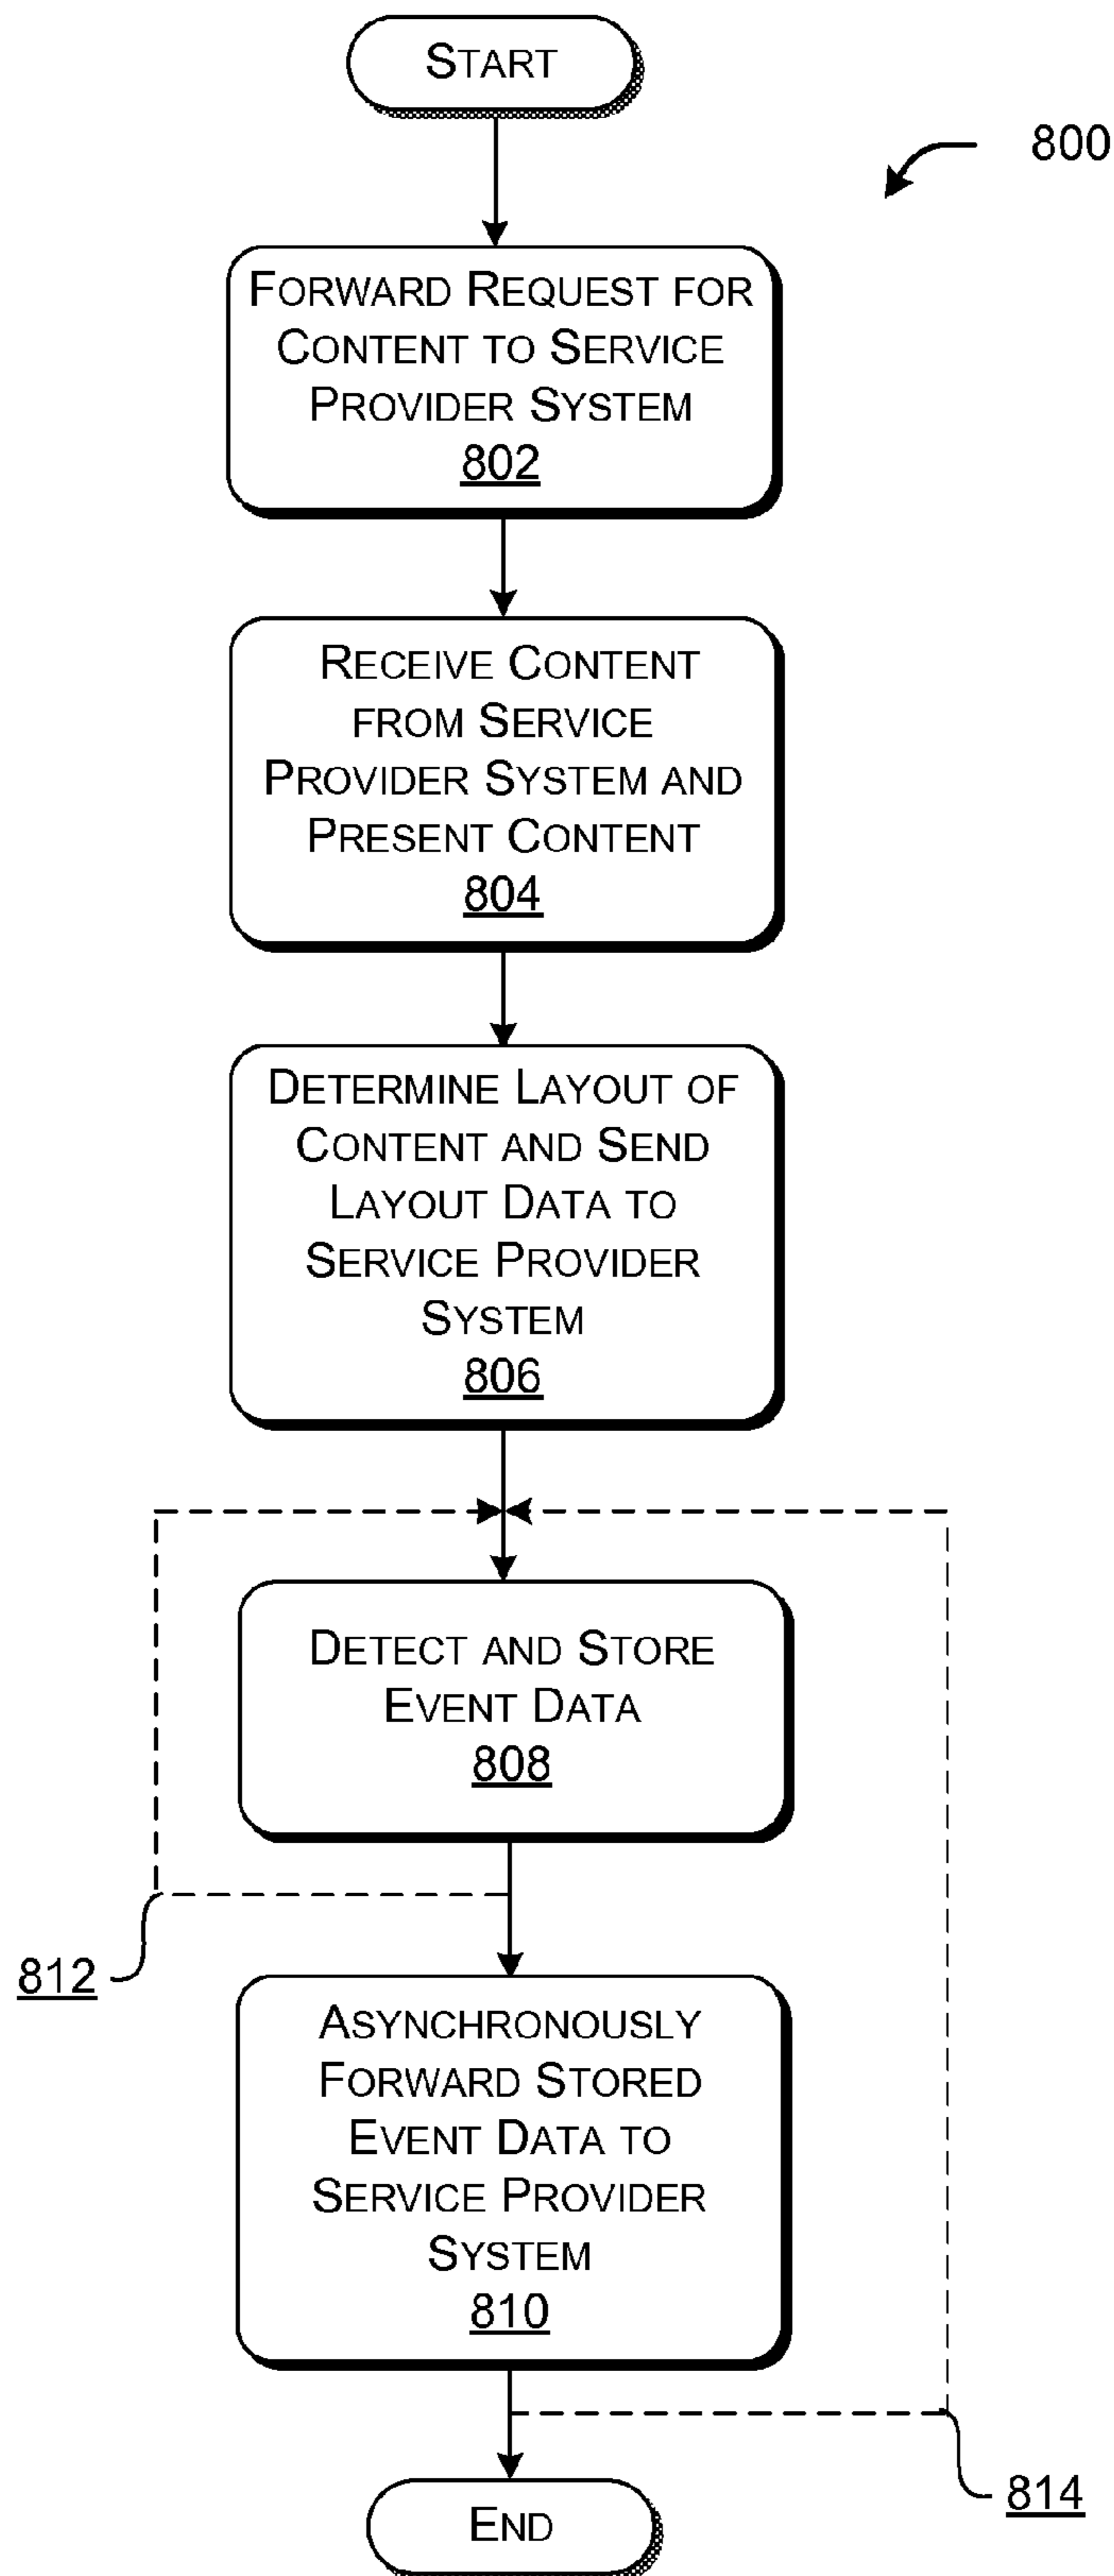 START
800
FORWARD REQUEST FOR
CONTENT TO SERVICE
PROVIDER SYSTEM
802
RECEIVE CONTENT
FROM SERVICE
PROVIDER SYSTEM AND
PRESENT CONTENT
804
DETERMINE LAYOUT OF
CONTENT AND SEND
LAYOUT DATA TO
SERVICE PROVIDER
SYSTEM
806
DETECT AND STORE
EVENT DATA
808
812
ASYNCHRONOUSLY
FORWARD STORED
EVENT DATA TO
SERVICE PROVIDER
SYSTEM
810
814
END